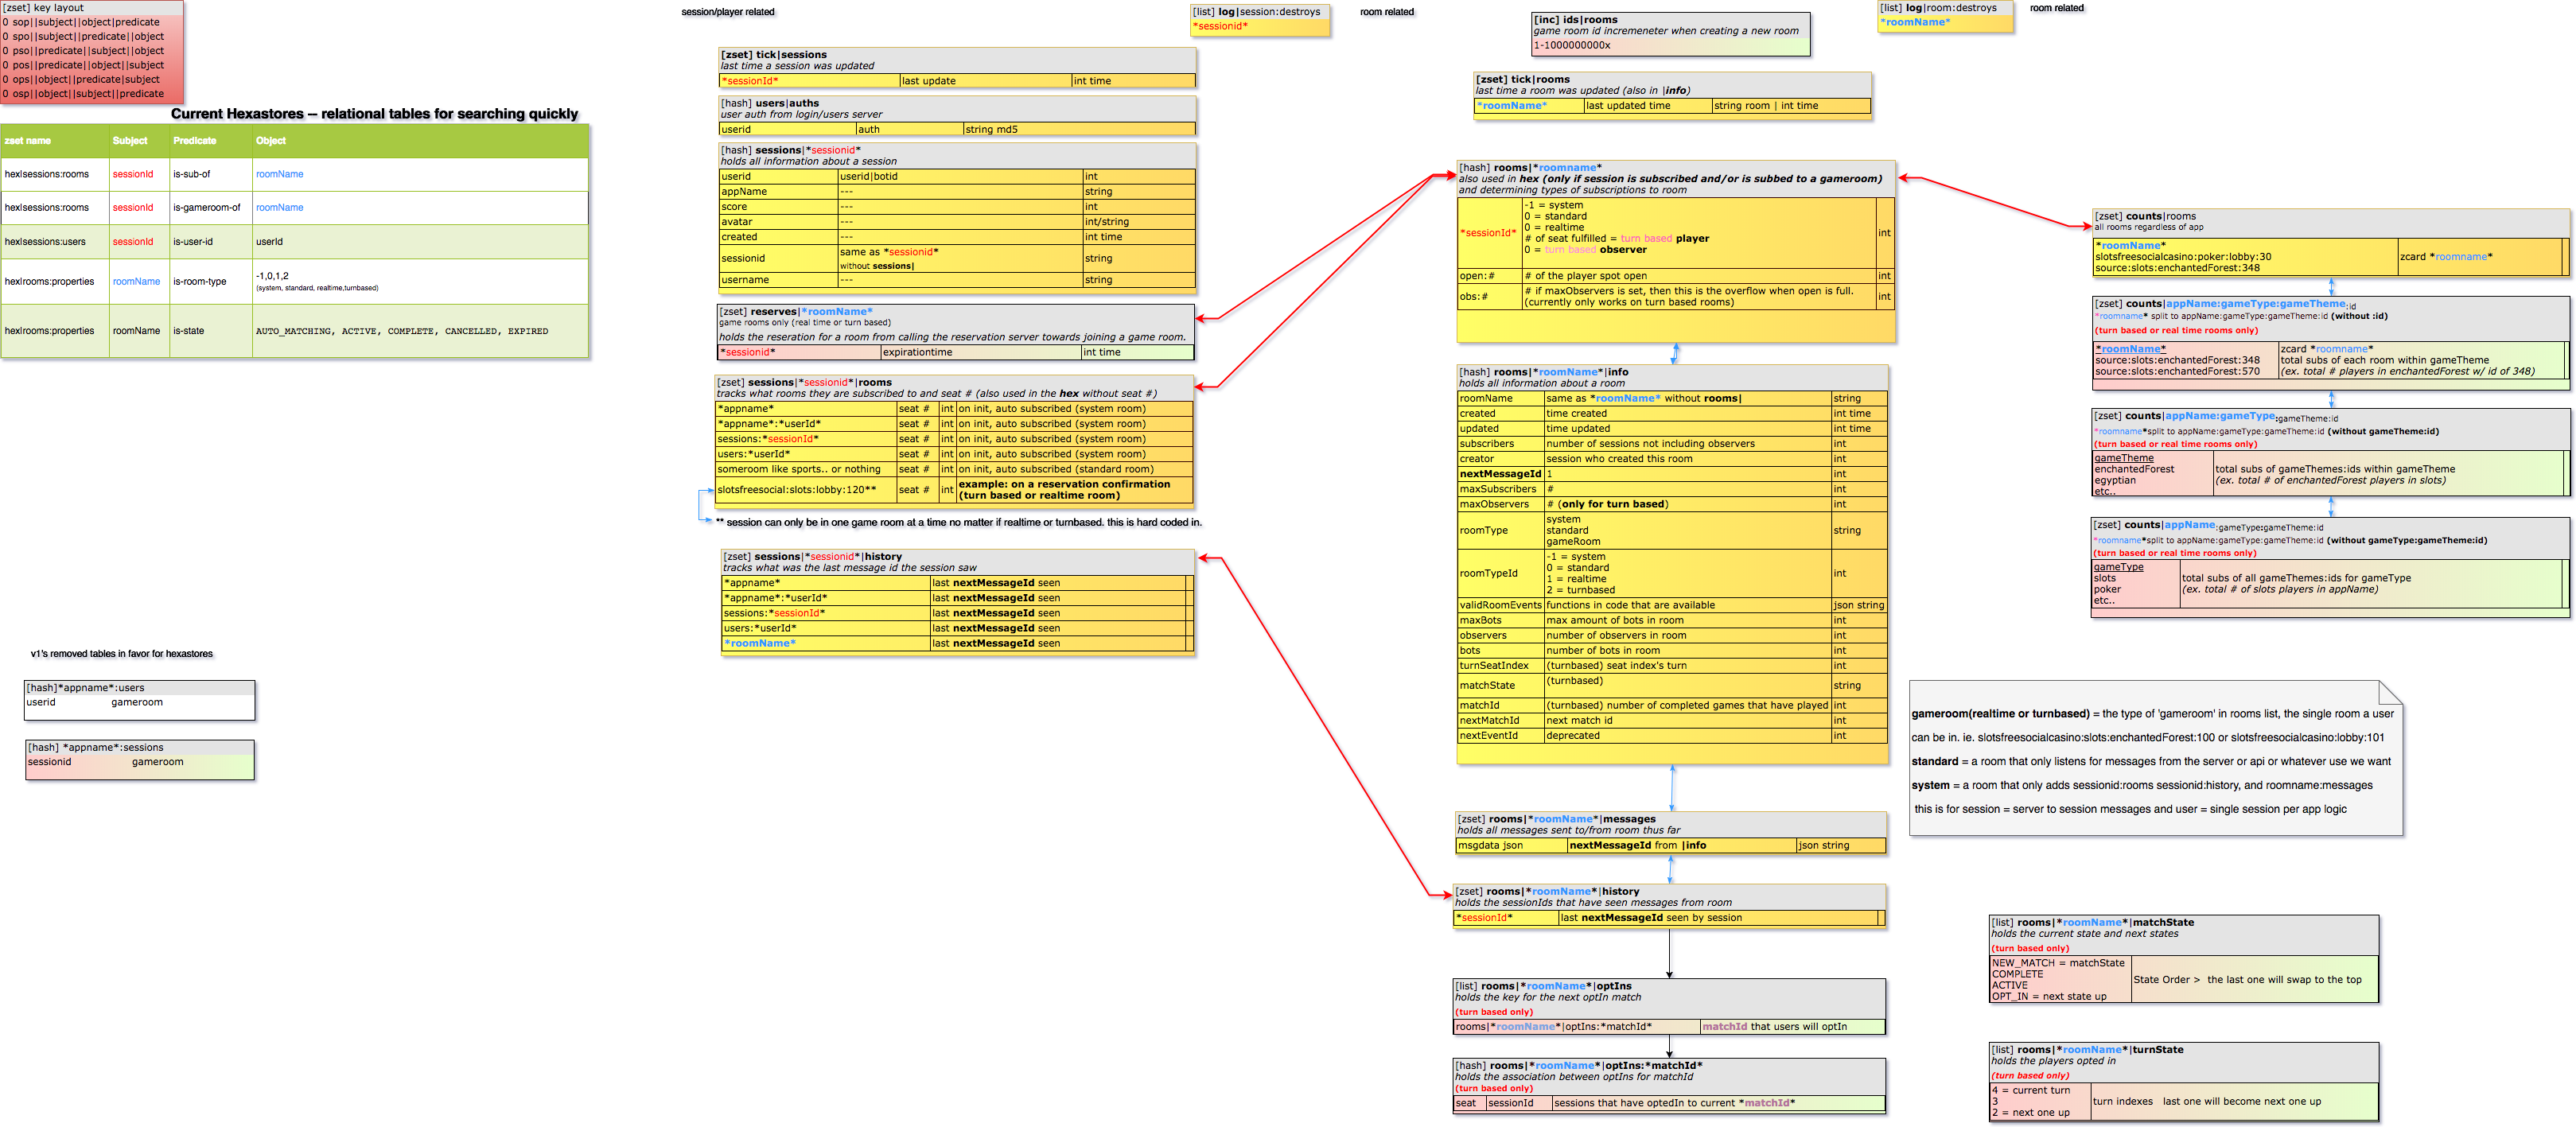 [zset] key layout
0 sop||subject||object|predicate
0 spo||subject||predicate||object
0 pso||predicate||subject||object
0 pos||predicate||object||subject
0 ops||object||predicate|subject
0 osp||object||subject||predicate
Current Hexastores – relational tables for searching quickly
zset name Subject Predicate Object
hex|sessions:rooms sessionId is-sub-of roomName
hex|sessions:rooms sessionId is-gameroom-of roomName
hex|sessions:users sessionId is-user-id userId
hex|rooms:properties roomName is-room-type -1,0,1,2
(system, standard, realtime,turnbased)
hex|rooms:properties roomName is-state AUTO_MATCHING, ACTIVE, COMPLETE, CANCELLED, EXPIRED
v1's removed tables in favor for hexastores
[hash]*appname*:users
userid gameroom
[hash] *appname*:sessions
sessionid gameroom
session/player related
[list] log|session:destroys
*sessionid*
[zset] tick|sessions
last time a session was updated
*sessionId* last update int time
[hash] users|auths
user auth from login/users server
userid auth string md5
[hash] sessions|*sessionid*
holds all information about a session
userid userid|botid int
appName --- string
score --- int
avatar --- int/string
created --- int time
sessionid same as *sessionid*
without sessions| string
username --- string
[zset] reserves|*roomName*
game rooms only (real time or turn based)
holds the reseration for a room from calling the reservation server towards joining a game room.
*sessionid* expirationtime int time
[zset] sessions|*sessionid*|rooms
tracks what rooms they are subscribed to and seat # (also used in the hex without seat #)
*appname* seat # int on init, auto subscribed (system room)
*appname*:*userId* seat # int on init, auto subscribed (system room)
sessions:*sessionId* seat # int on init, auto subscribed (system room)
users:*userId* seat # int on init, auto subscribed (system room)
someroom like sports.. or nothing seat # int on init, auto subscribed (standard room)
slotsfreesocial:slots:lobby:120** seat # int example: on a reservation confirmation
(turn based or realtime room)
** session can only be in one game room at a time no matter if realtime or turnbased. this is hard coded in.
[zset] sessions|*sessionid*|history
tracks what was the last message id the session saw
*appname* last nextMessageId seen
*appname*:*userId* last nextMessageId seen
sessions:*sessionId* last nextMessageId seen
users:*userId* last nextMessageId seen
*roomName* last nextMessageId seen
room related
[inc] ids|rooms
game room id incremeneter when creating a new room
1-1000000000x
[list] log|room:destroys
*roomName*
room related
[zset] tick|rooms
last time a room was updated (also in |info)
*roomName* last updated time string room | int time
[hash] rooms|*roomname*
also used in hex (only if session is subscribed and/or is subbed to a gameroom)
and determining types of subscriptions to room
*sessionId* -1 = system
0 = standard
0 = realtime
# of seat fulfilled = turn based player
0 = turn based observer
int
open:# # of the player spot open int
obs:# # if maxObservers is set, then this is the overflow when open is full.
(currently only works on turn based rooms) int
[hash] rooms|*roomName*|info
holds all information about a room
roomName same as *roomName* without rooms| string
created time created int time
updated time updated int time
subscribers number of sessions not including observers int
creator session who created this room int
nextMessageId 1 int
maxSubscribers # int
maxObservers # (only for turn based) int
roomType system
standard
gameRoom
string
roomTypeId -1 = system
0 = standard
1 = realtime
2 = turnbased
int
validRoomEvents functions in code that are available json string
maxBots max amount of bots in room int
observers number of observers in room int
bots number of bots in room int
turnSeatIndex (turnbased) seat index's turn int
matchState (turnbased) string
matchId (turnbased) number of completed games that have played int
nextMatchId next match id int
nextEventId deprecated int
[zset] rooms|*roomName*|messages
holds all messages sent to/from room thus far
msgdata json nextMessageId from |info json string
[zset] rooms|*roomName*|history
holds the sessionIds that have seen messages from room
*sessionId* last nextMessageId seen by session
[list] rooms|*roomName*|optIns
holds the key for the next optIn match
(turn based only)
rooms|*roomName*|optIns:*matchId* matchId that users will optIn
[hash] rooms|*roomName*|optIns:*matchId*
holds the association between optIns for matchId
(turn based only)
seat sessionId sessions that have optedIn to current *matchId*
[zset] counts|rooms
all rooms regardless of app
*roomName*
slotsfreesocialcasino:poker:lobby:30
source:slots:enchantedForest:348
zcard *roomname*
[zset] counts|appName:gameType:gameTheme:id
*roomname* split to appName:gameType:gameTheme:id (without :id)
(turn based or real time rooms only)
*roomName* zcard *roomname*
source:slots:enchantedForest:348 total subs of each room within gameTheme
source:slots:enchantedForest:570 (ex. total # players in enchantedForest w/ id of 348)
[zset] counts|appName:gameType:gameTheme:id
*roomname*split to appName:gameType:gameTheme:id (without gameTheme:id)
(turn based or real time rooms only)
gameTheme
enchantedForest total subs of gameThemes:ids within gameTheme
egyptian (ex. total # of enchantedForest players in slots)
etc..
[zset] counts|appName:gameType:gameTheme:id
*roomname*split to appName:gameType:gameTheme:id (without gameType:gameTheme:id)
(turn based or real time rooms only)
gameType
slots total subs of all gameThemes:ids for gameType
poker (ex. total # of slots players in appName)
etc..
gameroom(realtime or turnbased) = the type of 'gameroom' in rooms list, the single room a user
can be in. ie. slotsfreesocialcasino:slots:enchantedForest:100 or slotsfreesocialcasino:lobby:101
standard = a room that only listens for messages from the server or api or whatever use we want
system = a room that only adds sessionid:rooms sessionid:history, and roomname:messages
this is for session = server to session messages and user = single session per app logic
[list] rooms|*roomName*|matchState
holds the current state and next states
(turn based only)
NEW_MATCH = matchState
COMPLETE
ACTIVE
OPT_IN = next state up
State Order > the last one will swap to the top
[list] rooms|*roomName*|turnState
holds the players opted in
(turn based only)
4 = current turn
3
2 = next one up
turn indexes last one will become next one up